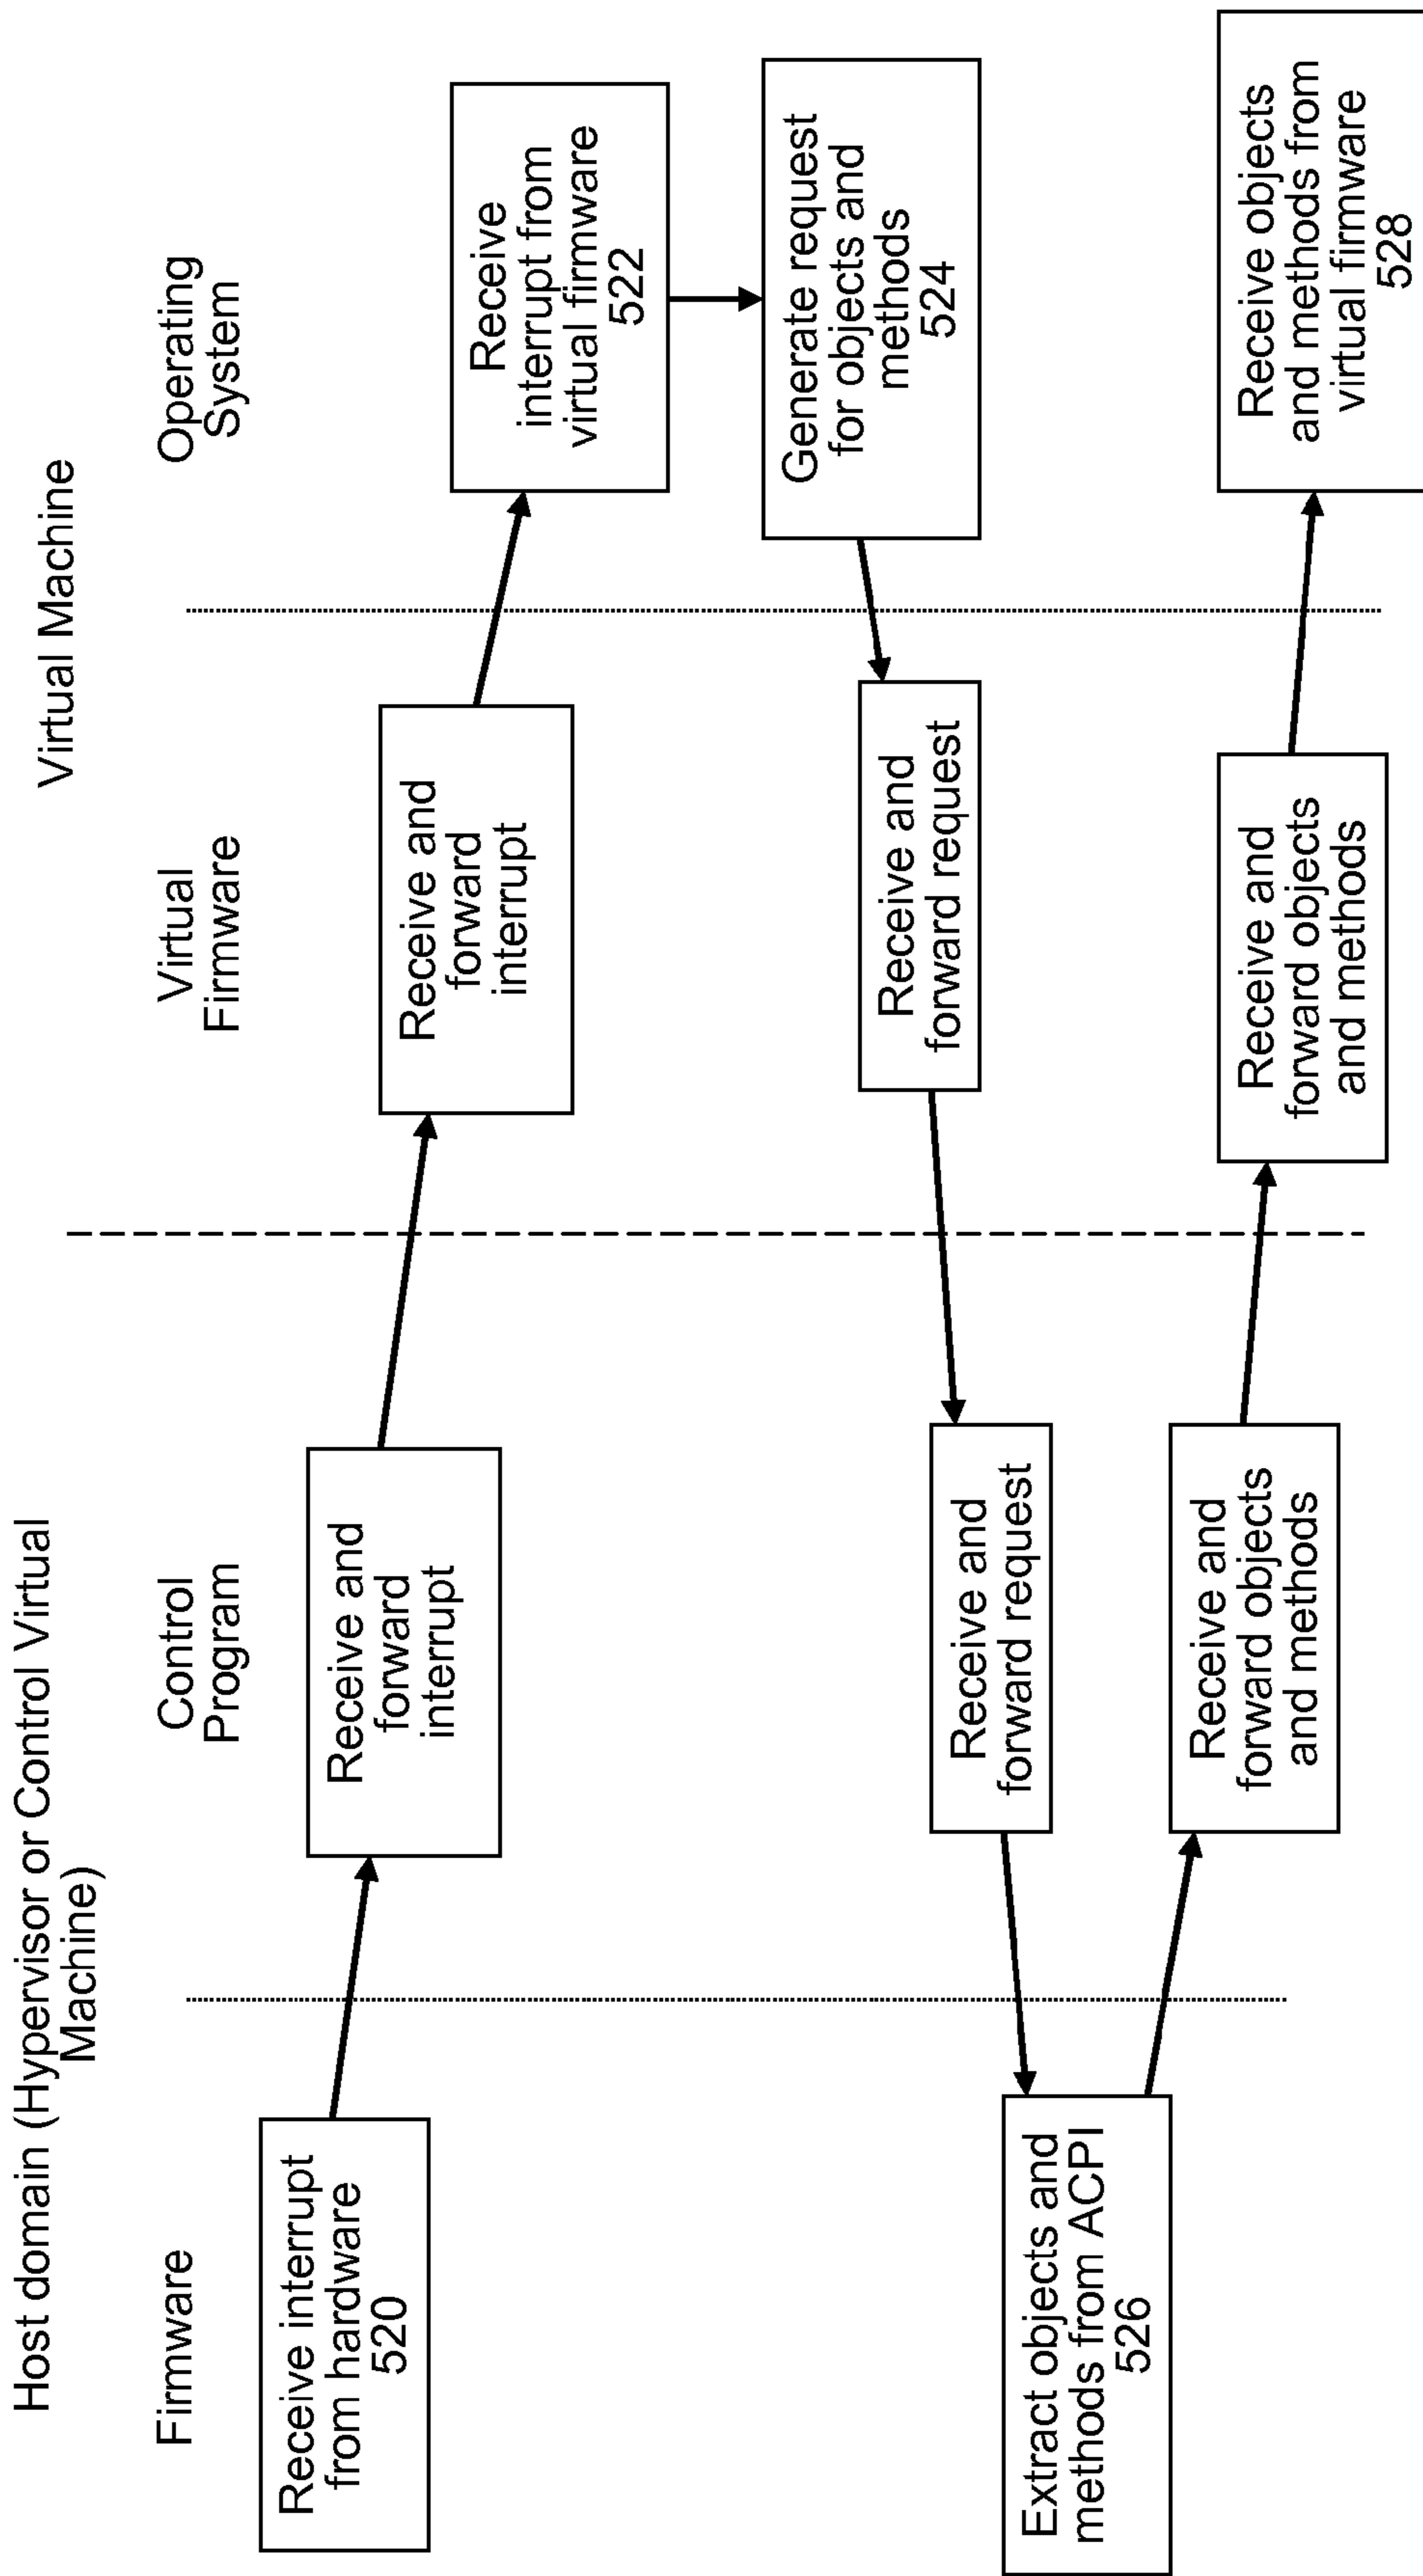 Host domain (Hypervisor or Control Virtual
Machine)
Virtual Machine
Firmware
Control
Program
Virtual
Firmware
Operating
System
Receive interrupt
from hardware
520
Receive and
forward
interrupt
Receive and
forward
interrupt
Receive
interrupt from
virtual firmware
522
Generate request
for objects and
methods
524
Receive and
forward request
Receive and
forward request
Extract objects and
methods from ACPI
526
Receive and
forward objects
and methods
Receive and
forward objects
and methods
Receive objects
and methods from
virtual firmware
528